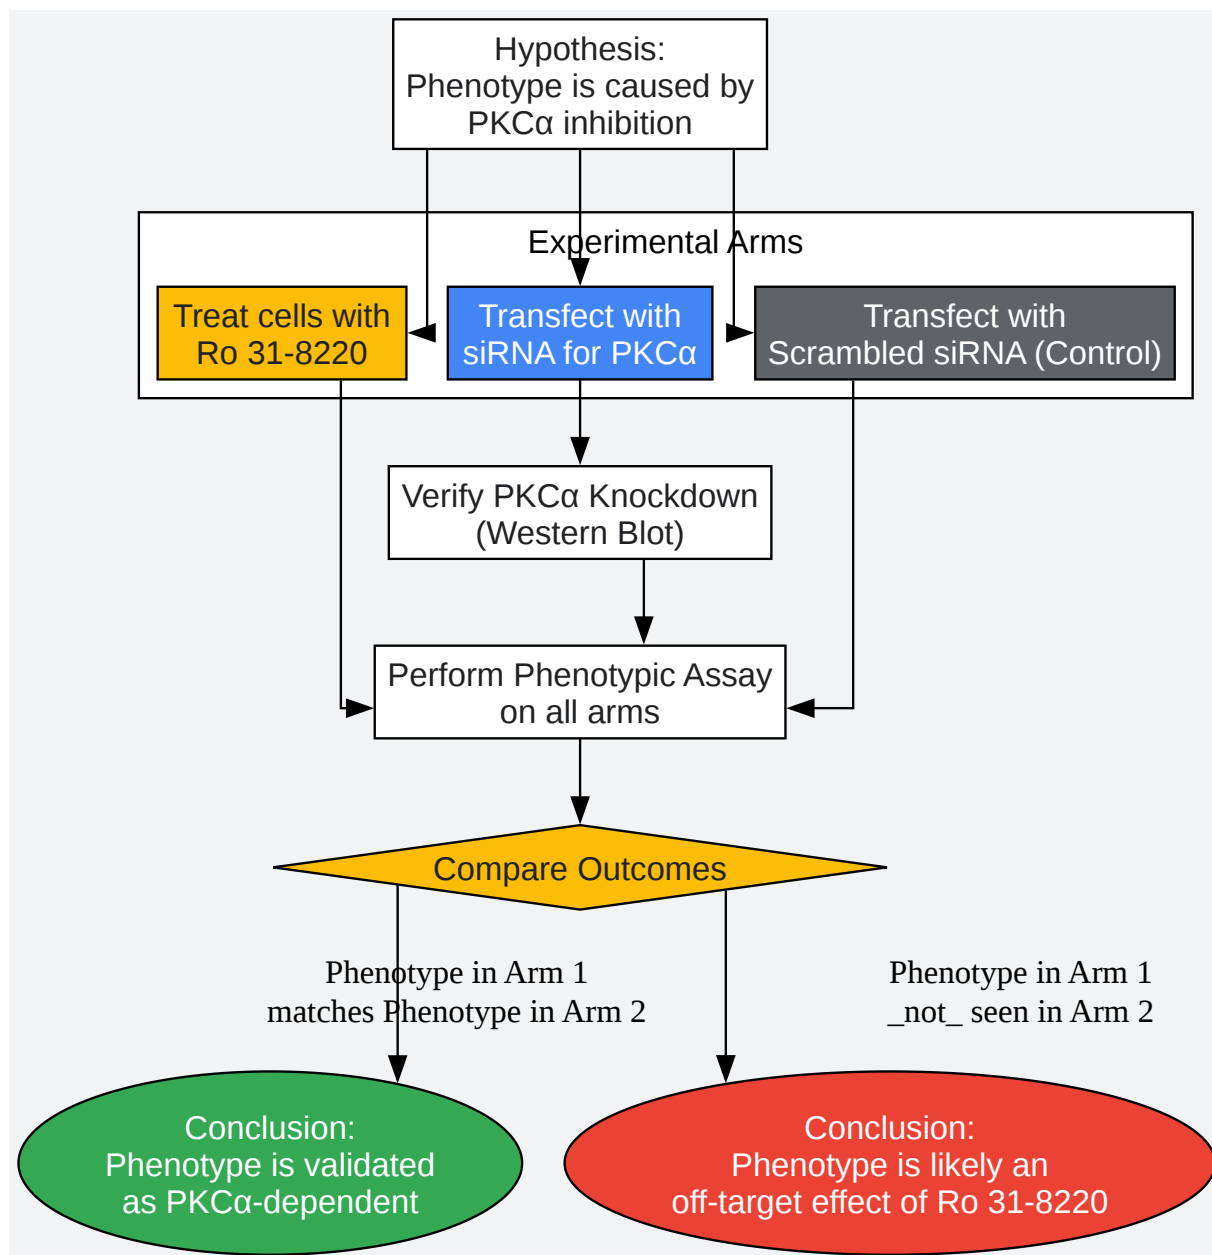 Hypothesis:
Phenotype is caused by
PKCα inhibition
Experimental Arms
Treat cells with
Ro 31-8220
Transfect with
siRNA for PKCα
Transfect with
Scrambled siRNA (Control)
Verify PKCα Knockdown
(Western Blot)
Perform Phenotypic Assay
on all arms
Compare Outcomes
Phenotype in Arm 1
matches Phenotype in Arm 2
Phenotype in Arm 1
_not_ seen in Arm 2
Conclusion:
Phenotype is validated
as PKCα-dependent
Conclusion:
Phenotype is likely an
off-target effect of Ro 31-8220